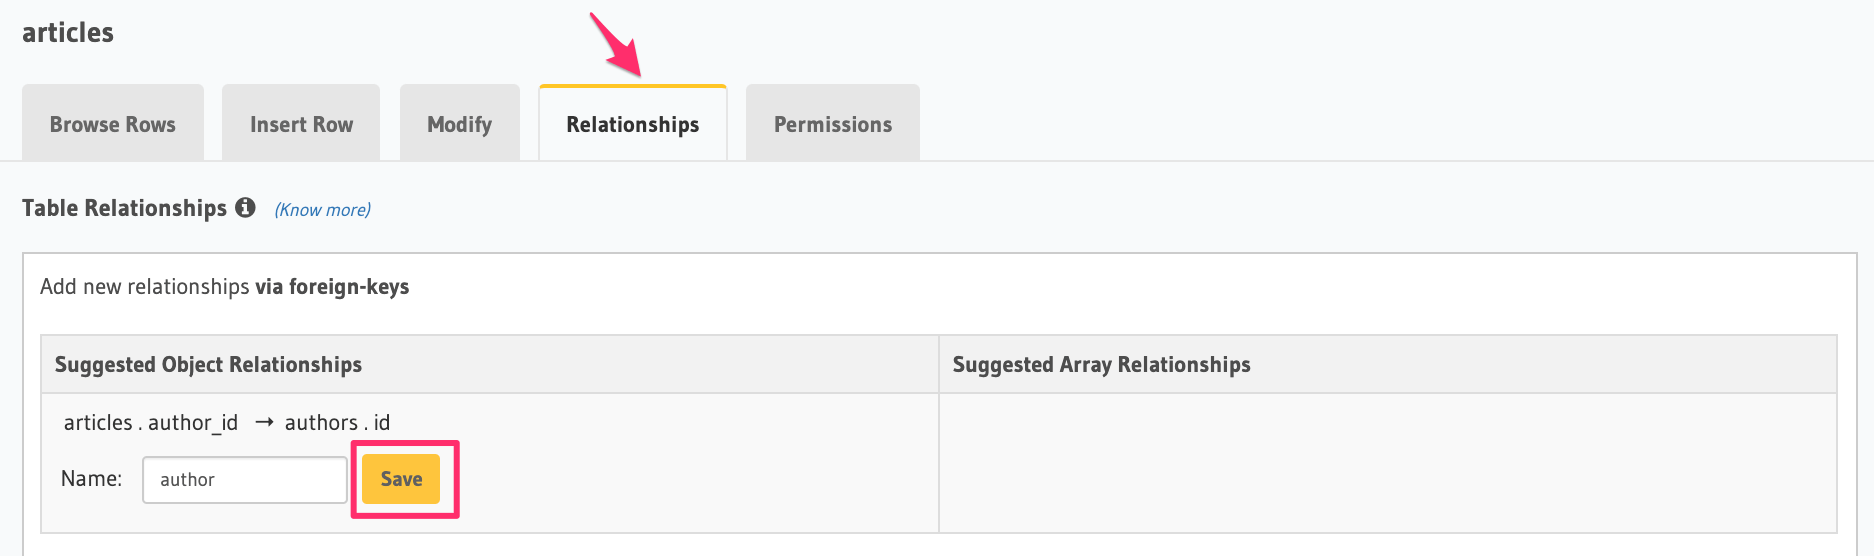 articles
Browse Rows Insert Row Modify Relationships Permissions
Table Relationships (Know more)
Add new relationships via foreign-keys
Suggested Object Relationships Suggested Array Relationships
articles . author_id → authors . id
Name: author Save